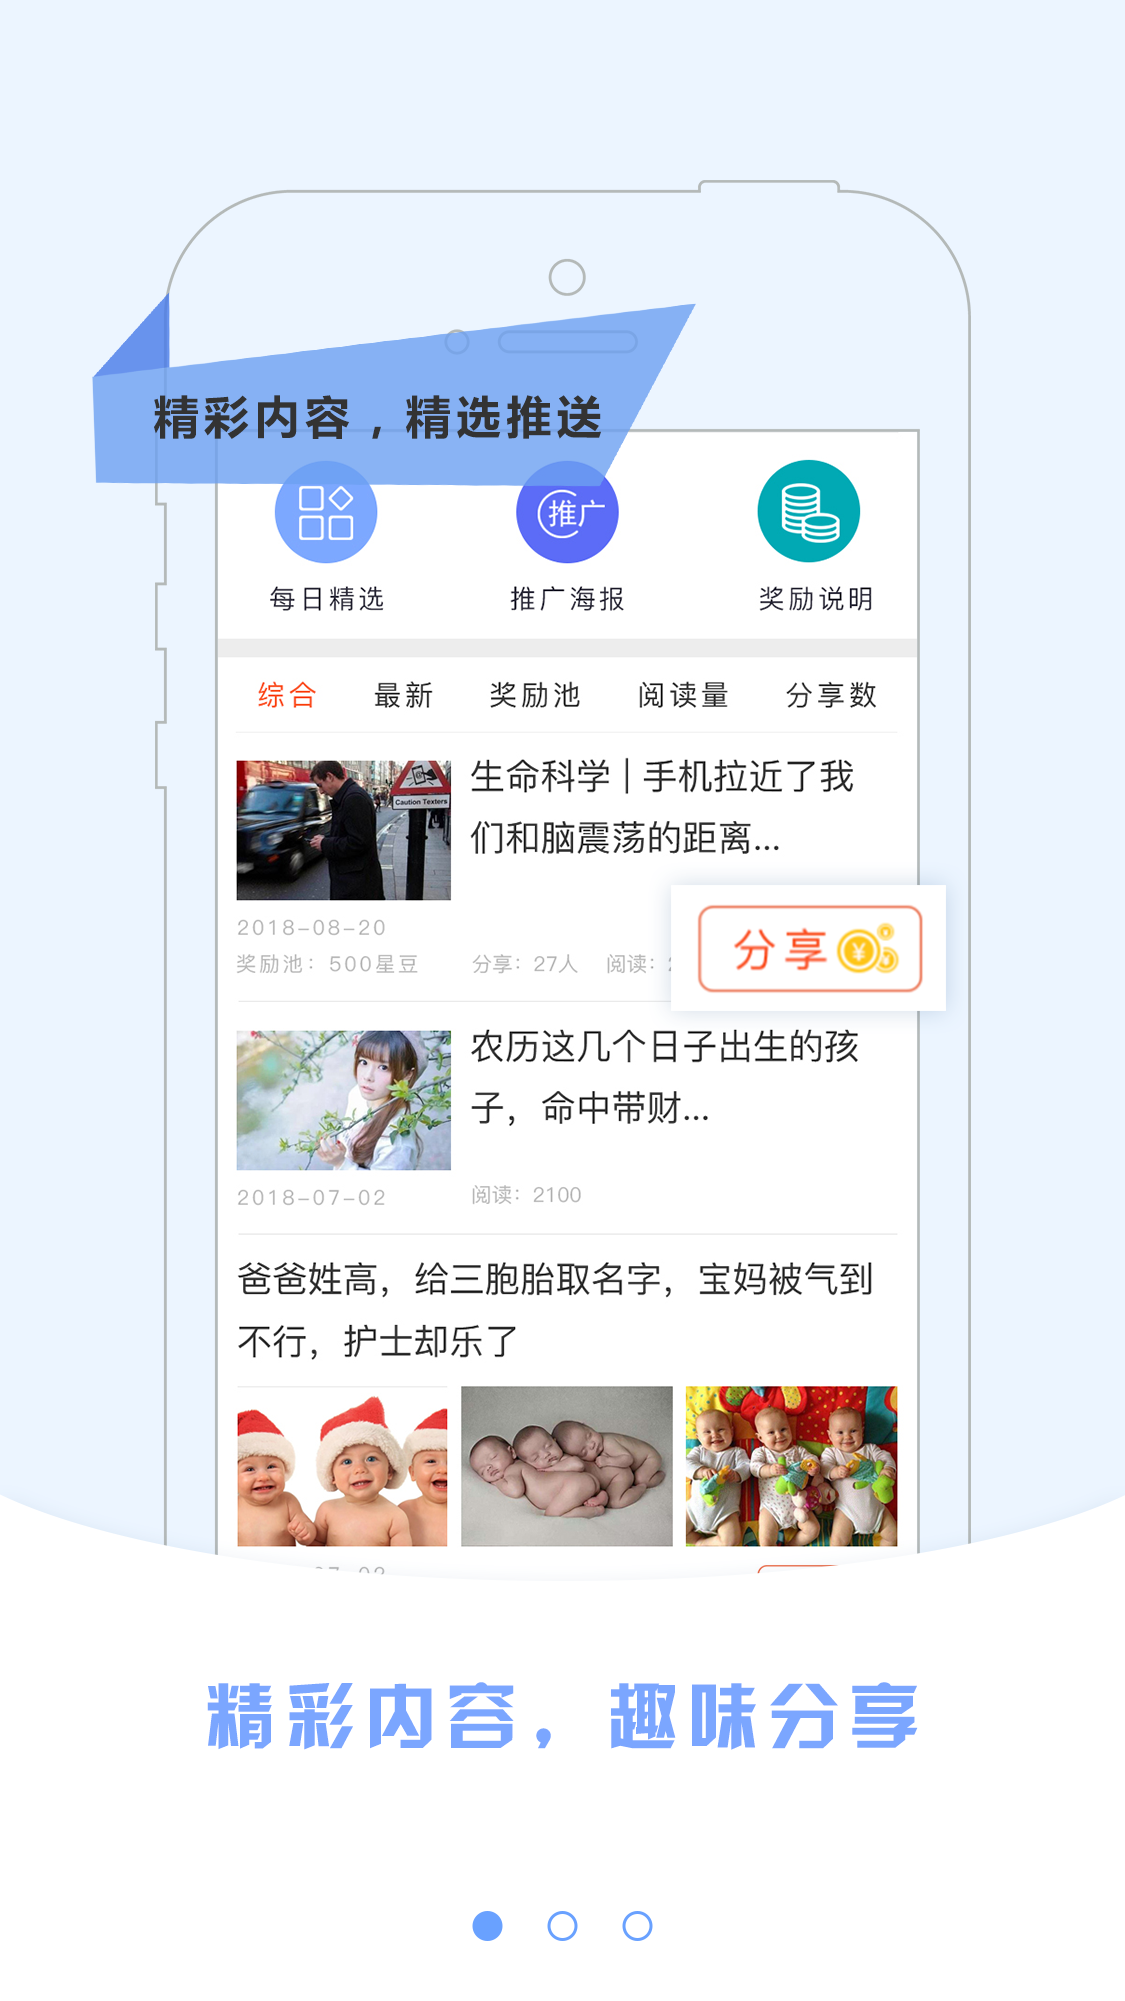 精彩内容，精选推送
推广
每日精选
推广海报
奖励说明
综合
最新
奖励池
阅读量
分享数
生命科学 | 手机拉近了我
们和脑震荡的距离...
Caution Texters
2018-08-20
奖励池：500星豆
分享：27人
阅读：
分享
农历这几个日子出生的孩
子，命中带财...
2018-07-02
阅读：2100
爸爸姓高，给三胞胎取名字，宝妈被气到
不行，护士却乐了
精彩内容，趣味分享